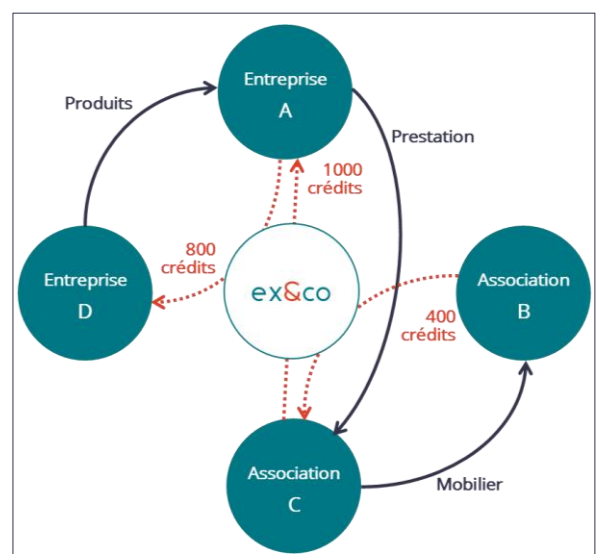 Entreprise
A
Produits
Prestation
1000
crédits
800
crédits
Entreprise
D
ex&co
Association
B
400
crédits
Association
C
Mobilier